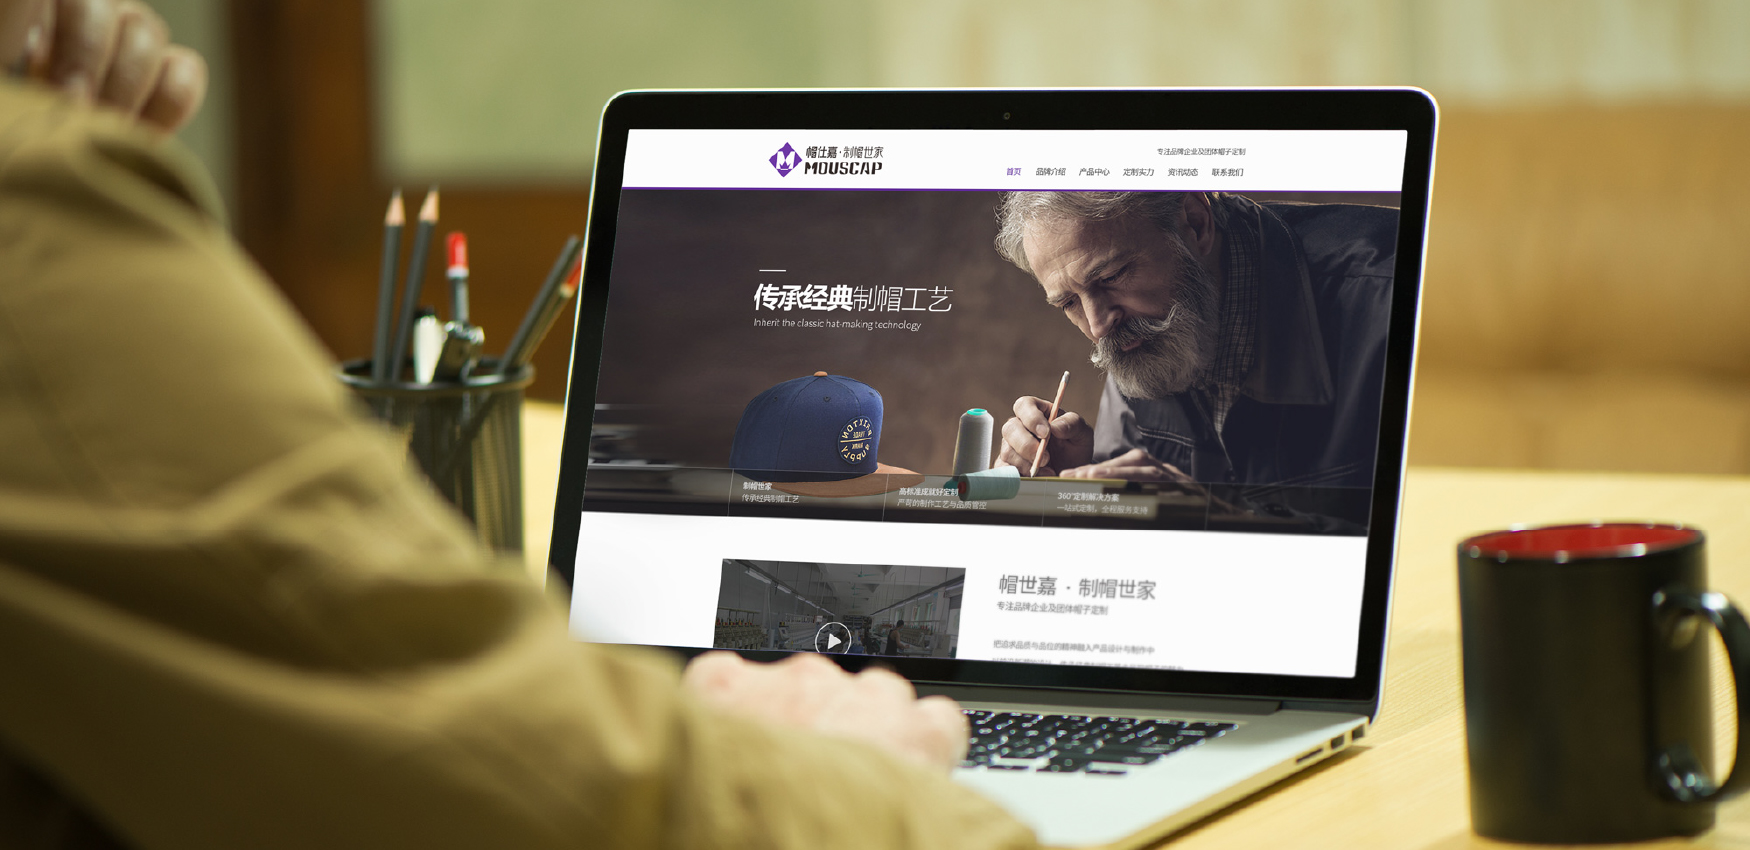 帽仕嘉·制帽世家
MOUSCAP
专注品牌企业及团体帽子定制
首页 品牌介绍 产品中心 定制实力 资讯动态 联系我们
传承经典制帽工艺
Inherit the classic hat-making technology
制帽世家
传承经典制帽工艺
高标准成就好定制
严苛的制作工艺与品质管控
360°定制解决方案
一站式定制，全程服务支持
帽世嘉·制帽世家
专注品牌企业及团体帽子定制
把追求品质与品位的精神融入产品设计与制作中